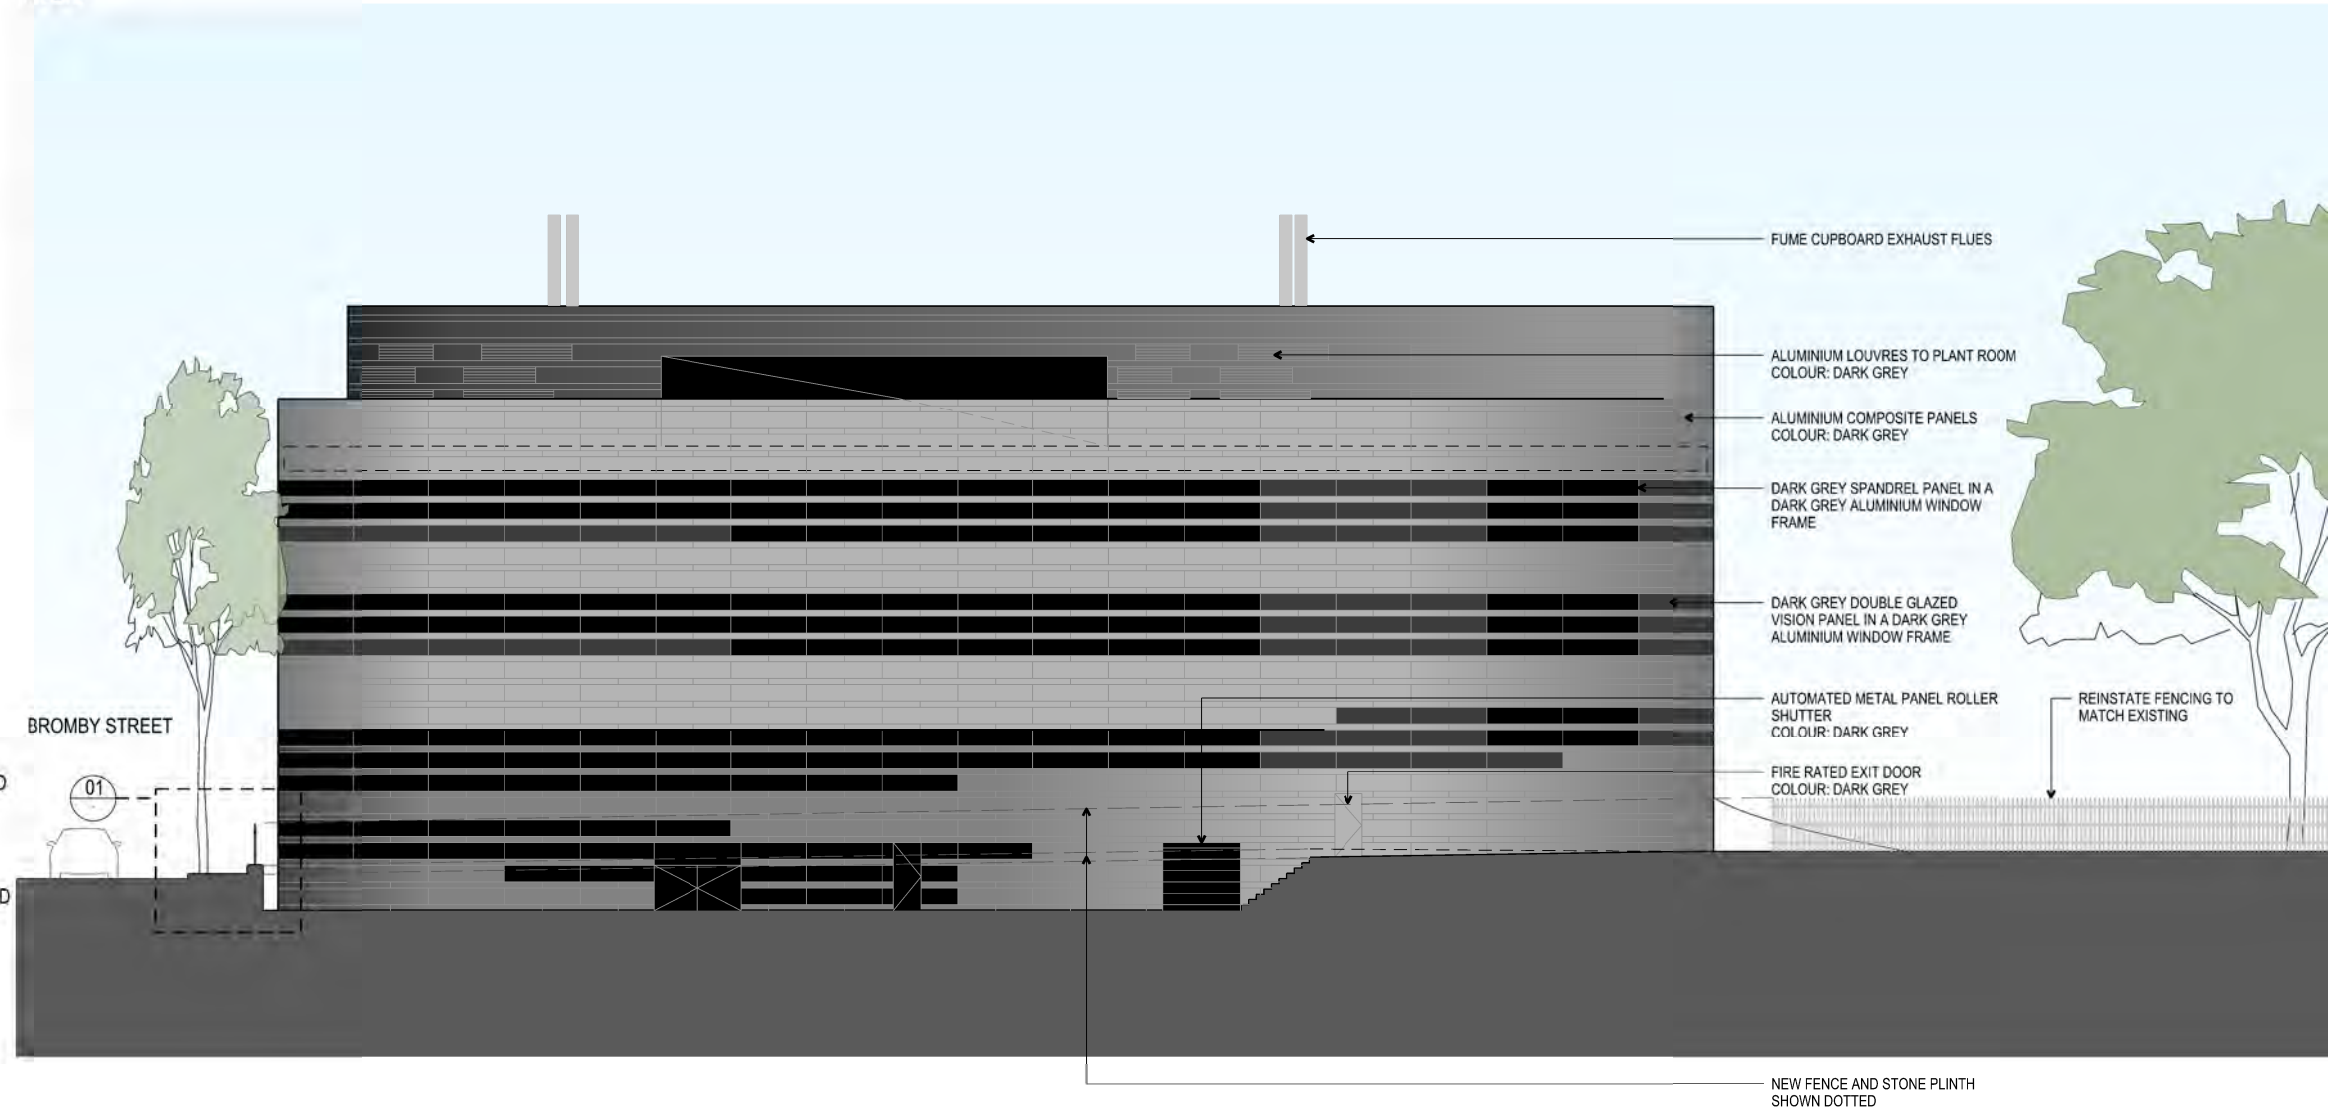 FUME CUPBOARD EXHAUST FLUES
ALUMINIUM LOUVRES TO PLANT ROOM
COLOUR: DARK GREY
ALUMINIUM COMPOSITE PANELS
COLOUR: DARK GREY
DARK GREY SPANDREL PANEL IN A
DARK GREY ALUMINIUM WINDOW
FRAME
DARK GREY DOUBLE GLAZED
VISION PANEL IN A DARK GREY
ALUMINIUM WINDOW FRAME
AUTOMATED METAL PANEL ROLLER
SHUTTER
COLOUR: DARK GREY
REINSTATE FENCING TO
MATCH EXISTING
BROMBY STREET
FIRE RATED EXIT DOOR
COLOUR: DARK GREY
D
01
D
NEW FENCE AND STONE PLINTH
SHOWN DOTTED